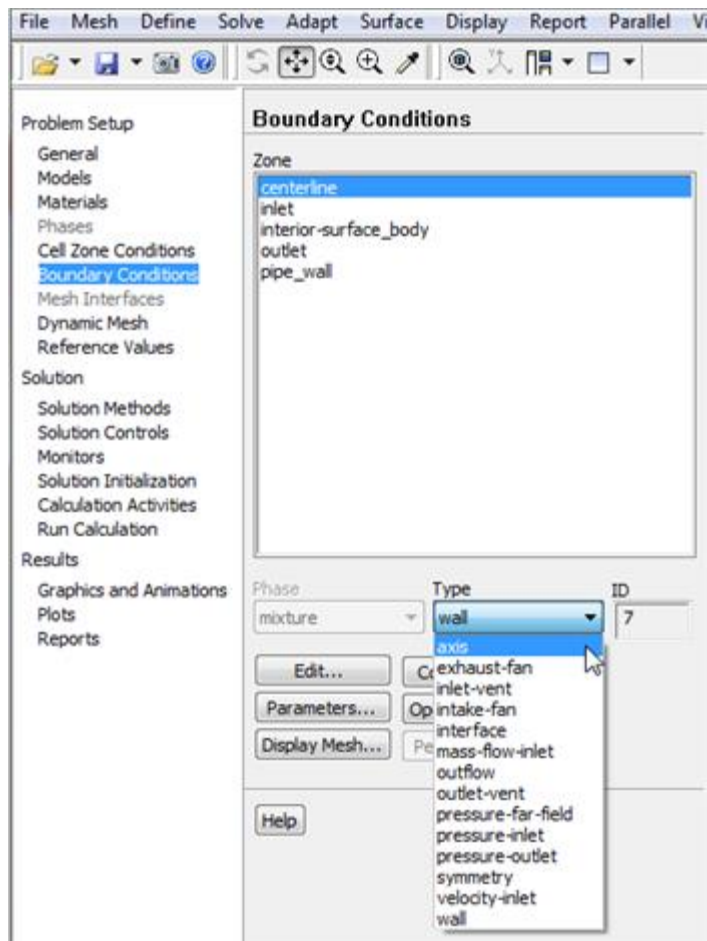 File Mesh Define Solve Adapt Surface Display Report Parallel
Problem Setup
General
Models
Materials
Phases
Cell Zone Conditions
Boundary Conditions
Mesh Interfaces
Dynamic Mesh
Reference Values
Solution
Solution Methods
Solution Controls
Monitors
Solution Initialization
Calculation Activities
Run Calculation
Results
Graphics and Animations
Plots
Reports
Boundary Conditions
Zone
centerline
inlet
interior-surface_body
outlet
pipe_wall
Phase Type ID
mixture wall 7
Edit...
Parameters...
Display Mesh...
Help
axis
exhaust-fan
inlet-vent
intake-fan
interface
mass-flow-inlet
outflow
outlet-vent
pressure-far-field
pressure-inlet
pressure-outlet
symmetry
velocity-inlet
wall